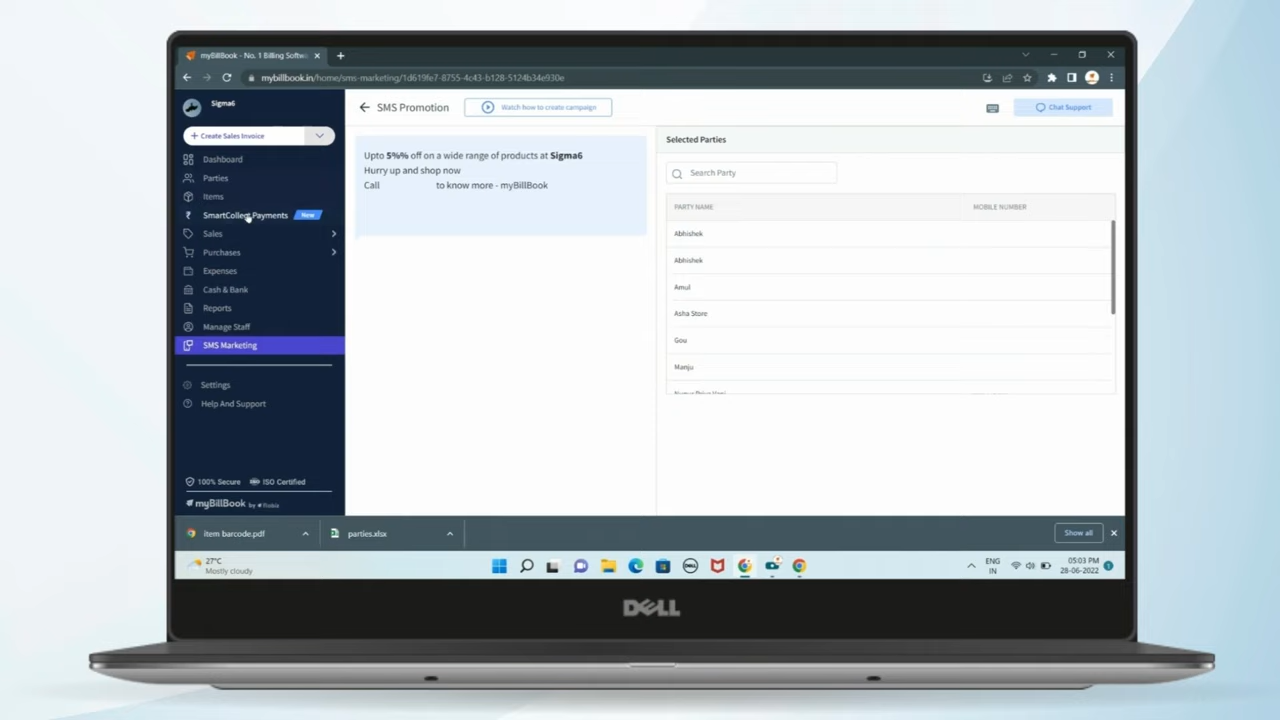 myBillBook - No. 1 Billing Softw
mybillbook.in/home/sms-marketing/1d619fe7-8755-4c43-b128-5124b34e930e
Sigma6
SMS Promotion
Watch how to create campaign
Chat Support
+ Create Sales Invoice
Dashboard
Parties
Items
SmartCollect Payments New
Sales
Purchases
Expenses
Cash & Bank
Reports
Manage Staff
SMS Marketing
Settings
Help And Support
100% Secure ISO Certified
myBillBook by
Upto 5%% off on a wide range of products at Sigma6
Hurry up and shop now
Call to know more - myBillBook
Selected Parties
Search Party
PARTY NAME MOBILE NUMBER
Abhishek
Abhishek
Amul
Asha Store
Gou
Manju
item barcode.pdf
parties.xlsx
Show all
27°C
Mostly cloudy
DELL
ENG
IN
05:03 PM
28-06-2022
DELL